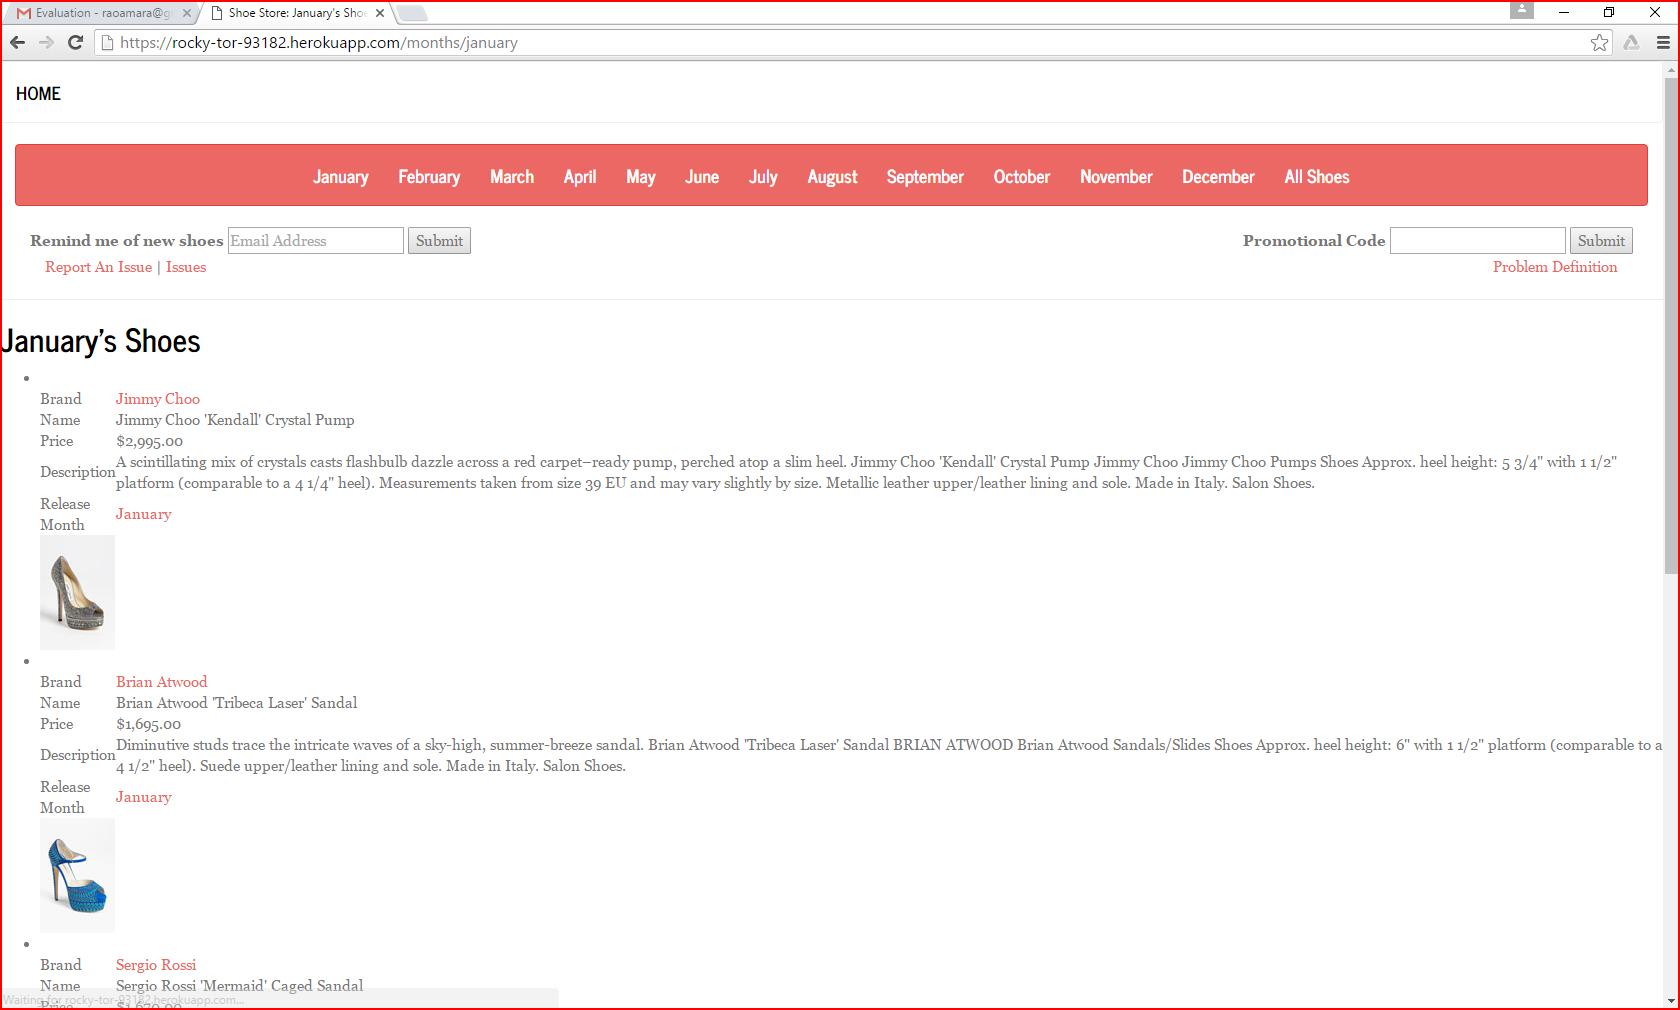 Evaluation - raoamara@g
Shoe Store: January's Shoe
https://rocky-tor-93182.herokuapp.com/months/january
HOME
January February March April May June July August September October November December All Shoes
Remind me of new shoes Email Address Submit Promotional Code Submit
Report An Issue | Issues Problem Definition
January's Shoes
Brand Jimmy Choo
Name Jimmy Choo 'Kendall' Crystal Pump
Price $2,995.00
Description A scintillating mix of crystals casts flashbulb dazzle across a red carpet–ready pump, perched atop a slim heel. Jimmy Choo 'Kendall' Crystal Pump Jimmy Choo Jimmy Choo Pumps Shoes Approx. heel height: 5 3/4" with 1 1/2"
platform (comparable to a 4 1/4" heel). Measurements taken from size 39 EU and may vary slightly by size. Metallic leather upper/leather lining and sole. Made in Italy. Salon Shoes.
Release
Month January
Brand Brian Atwood
Name Brian Atwood 'Tribeca Laser' Sandal
Price $1,695.00
Description Diminutive studs trace the intricate waves of a sky-high, summer-breeze sandal. Brian Atwood 'Tribeca Laser' Sandal BRIAN ATWOOD Brian Atwood Sandals/Slides Shoes Approx. heel height: 6" with 1 1/2" platform (comparable to a
4 1/2" heel). Suede upper/leather lining and sole. Made in Italy. Salon Shoes.
Release
Month January
Brand Sergio Rossi
Name Sergio Rossi 'Mermaid' Caged Sandal
Waiting for rocky-tor-93182.herokuapp.com...
Price $1,670.00